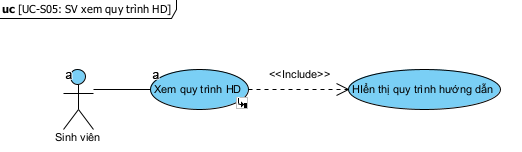 uc [UC-S05: SV xem quy trình HD]
<<Include>>
a
a
Xem quy trình HD
HIển thị quy trình hướng dẫn
Sinh viên